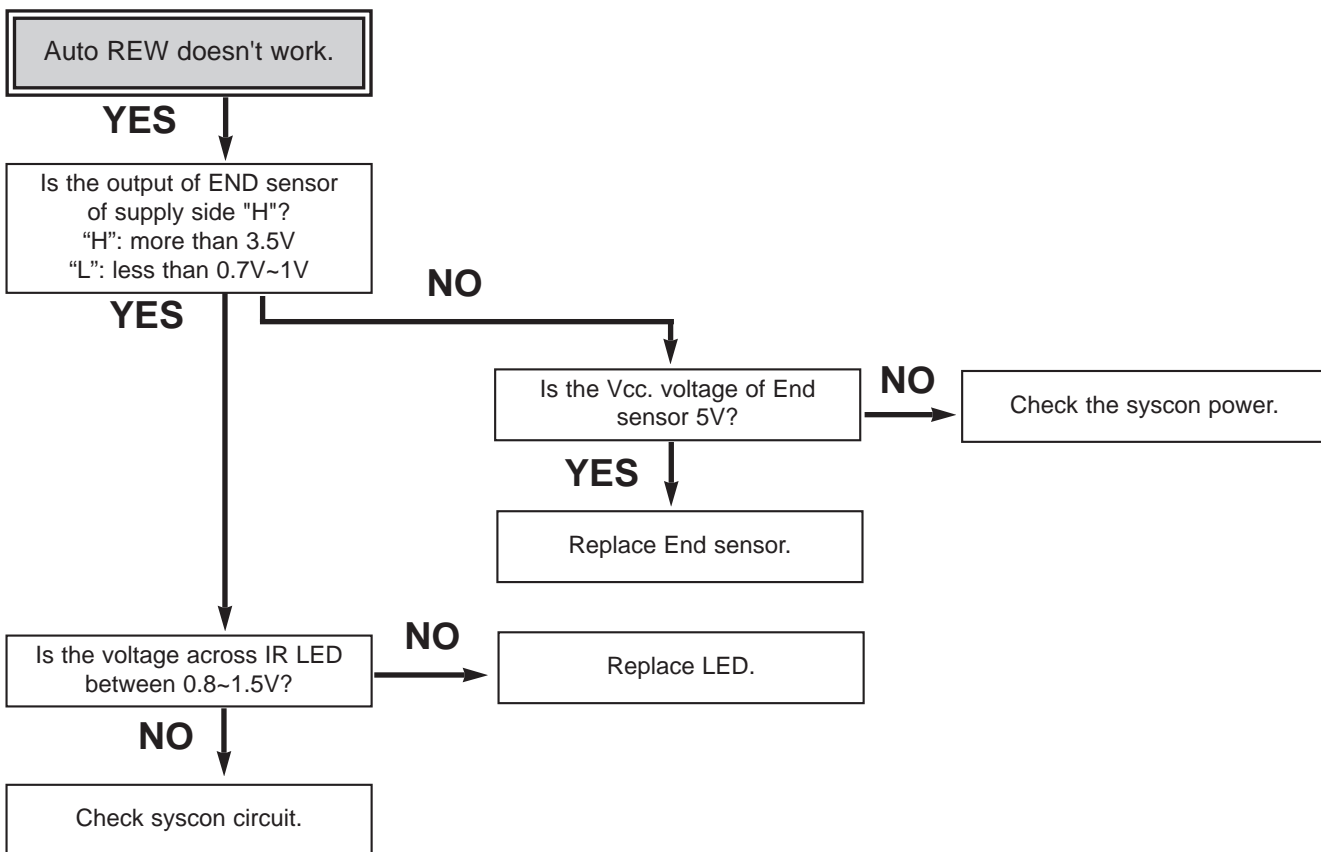 Auto REW doesn't work.
YES
Is the output of END sensor
of supply side "H"?
“H”: more than 3.5V
“L”: less than 0.7V~1V
YES
NO
Is the Vcc. voltage of End
sensor 5V?
NO
Check the syscon power.
YES
Replace End sensor.
Is the voltage across IR LED
between 0.8~1.5V?
NO
Replace LED.
NO
Check syscon circuit.